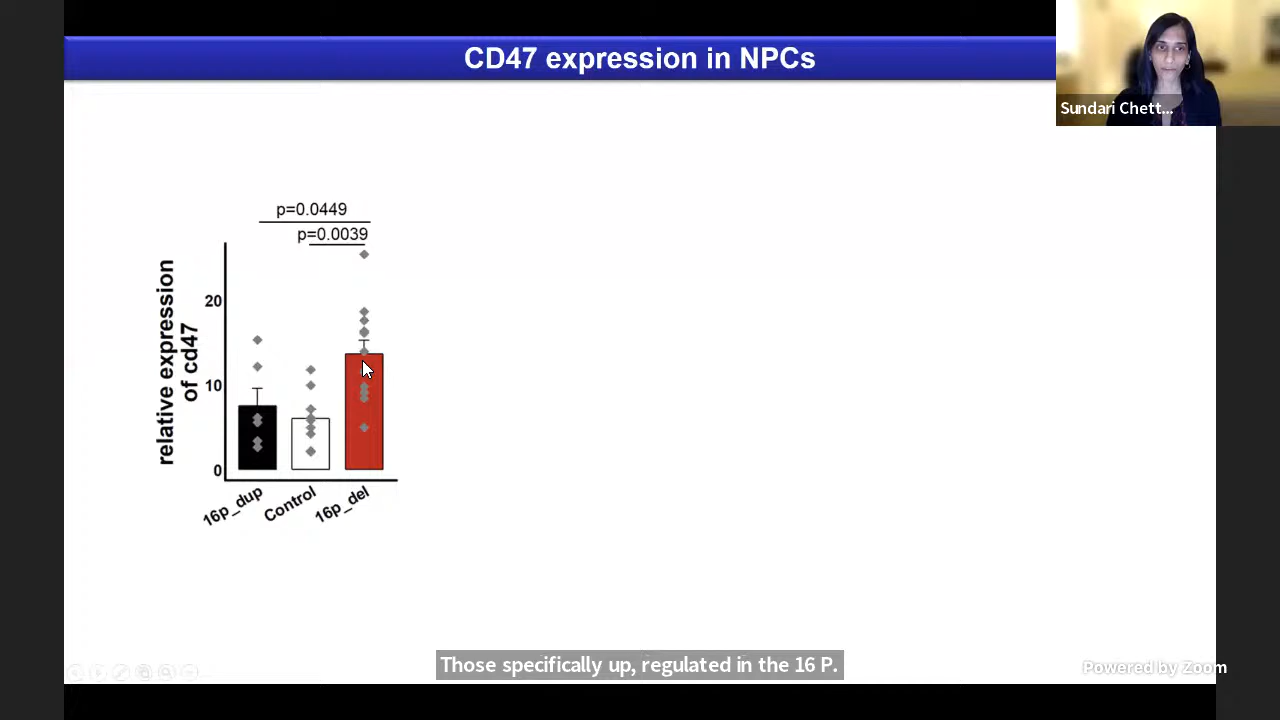 CD47 expression in NPCs
Sundari Chett...
p=0.0449
p=0.0039
relative expression
of cd47
20
10
0
16p_dup
Control
16p_del
Those specifically up, regulated in the 16 P.
Powered by Zoom